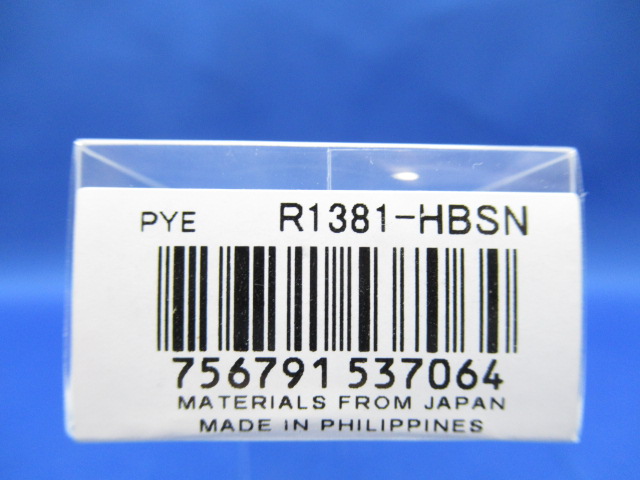 PYE R1381-HBSN
756791 537064
MATERIALS FROM JAPAN
MADE IN PHILIPPINES